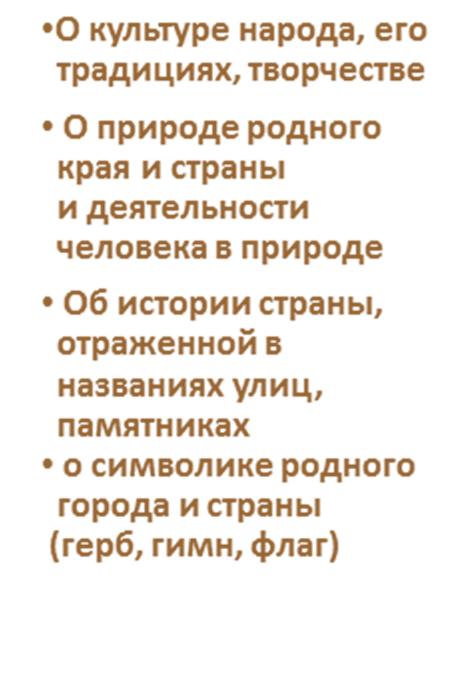 •О культуре народа, его
традициях, творчестве
• О природе родного
края и страны
и деятельности
человека в природе
• Об истории страны,
отраженной в
названиях улиц,
памятниках
• о символике родного
города и страны
(герб, гимн, флаг)